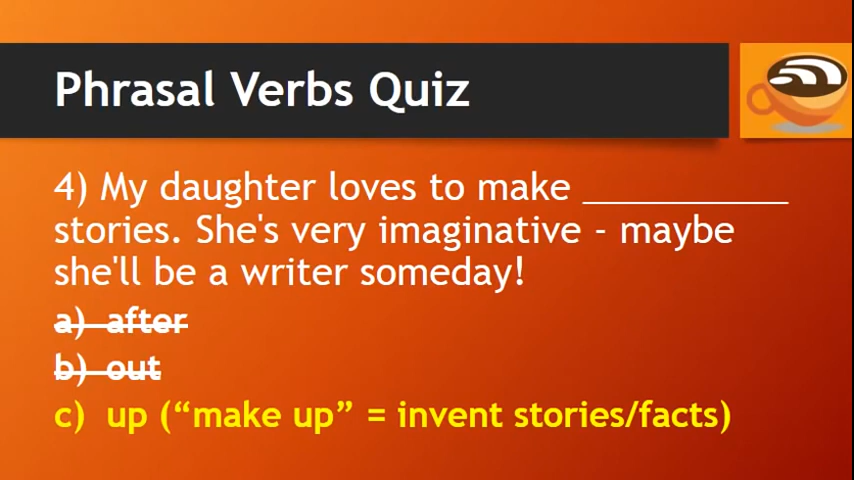 Phrasal Verbs Quiz
4) My daughter loves to make ___________
stories. She's very imaginative - maybe
she'll be a writer someday!
a) after
b) out
c) up (“make up” = invent stories/facts)